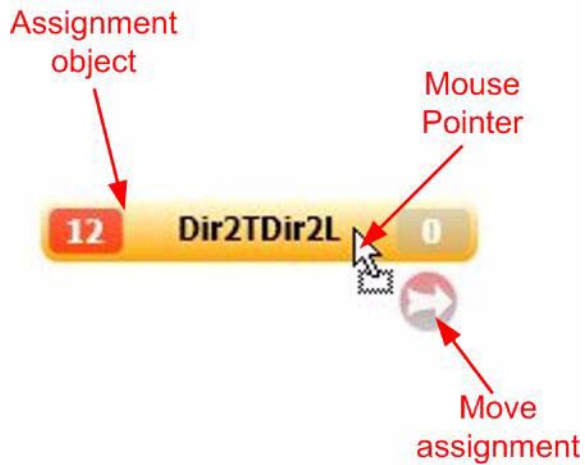 Assignment
object
Mouse
Pointer
12 Dir2TDir2L 0
Move
assignment